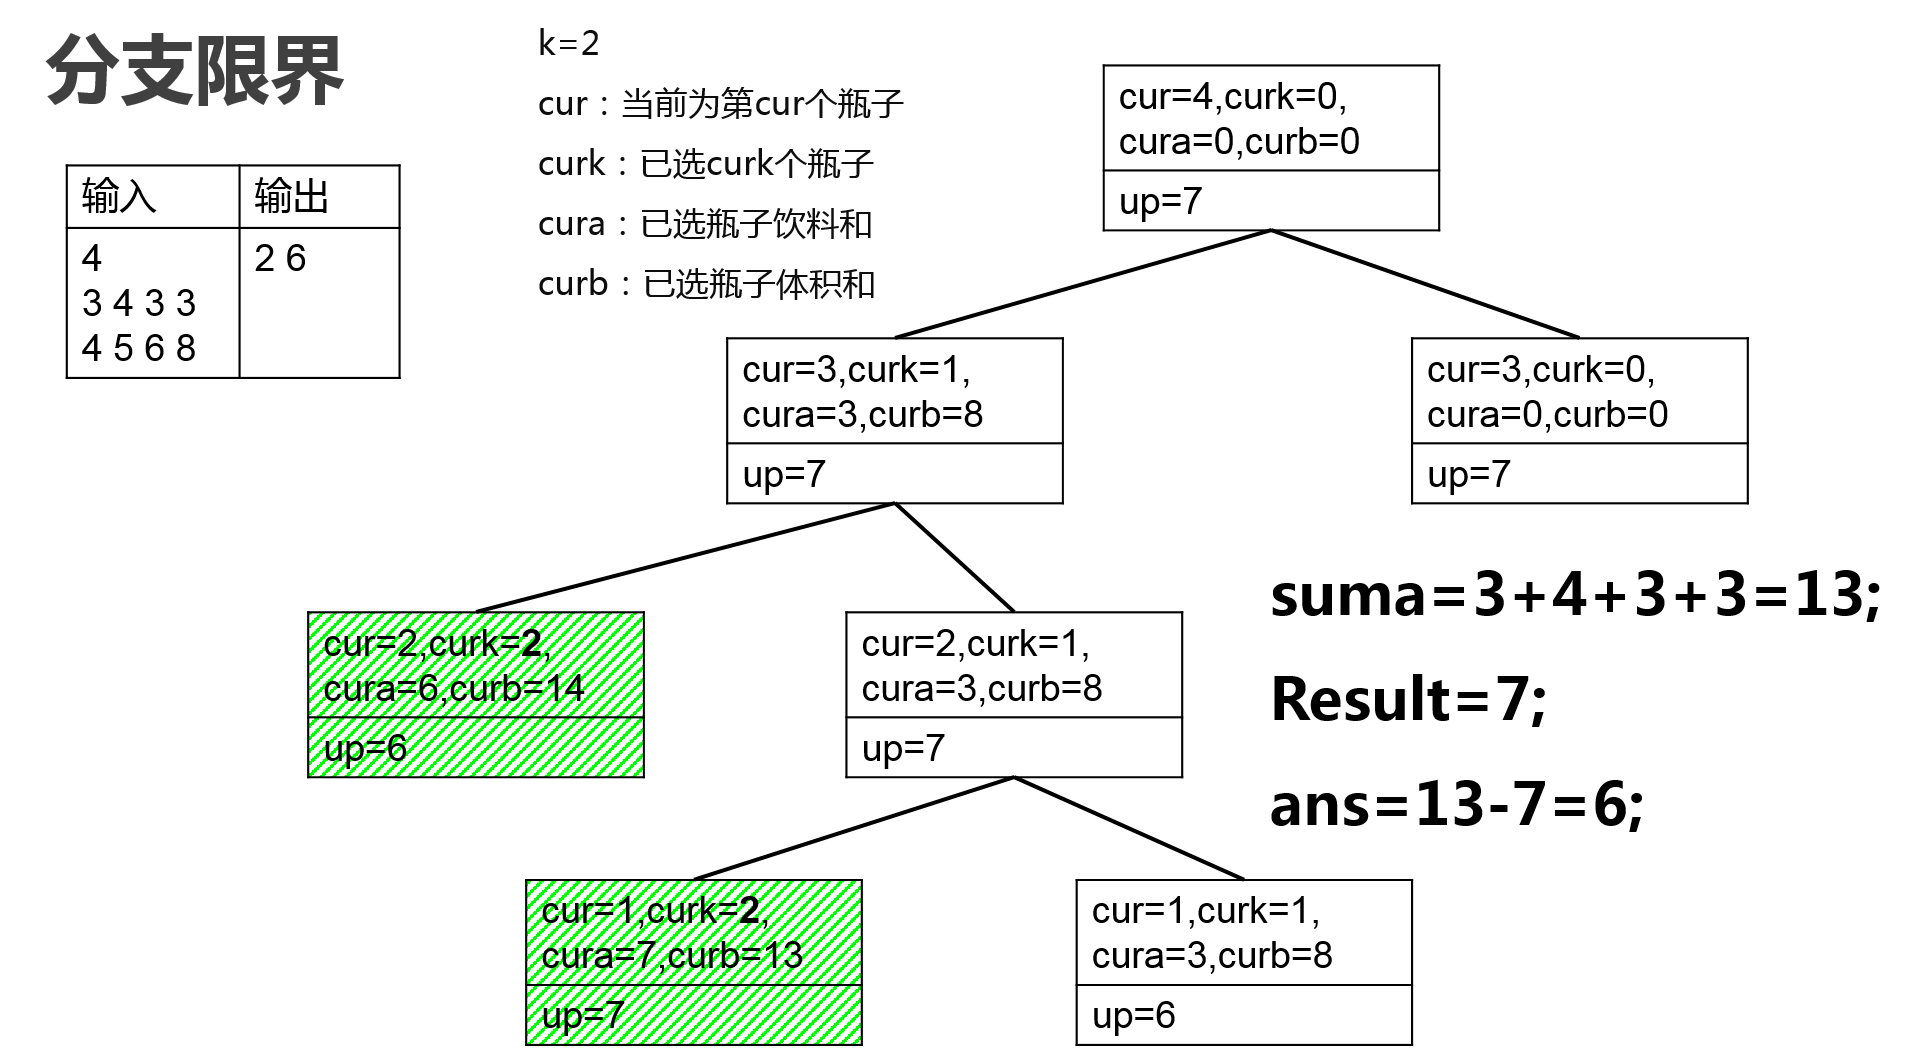 分支限界
k=2
cur：当前为第cur个瓶子
curk：已选curk个瓶子
cura：已选瓶子饮料和
curb：已选瓶子体积和
输入 输出
4 2 6
3 4 3 3
4 5 6 8
cur=4,curk=0,
cura=0,curb=0
up=7
cur=3,curk=1,
cura=3,curb=8
up=7
cur=3,curk=0,
cura=0,curb=0
up=7
cur=2,curk=2,
cura=6,curb=14
up=6
cur=2,curk=1,
cura=3,curb=8
up=7
suma=3+4+3+3=13;
Result=7;
ans=13-7=6;
cur=1,curk=2,
cura=7,curb=13
up=7
cur=1,curk=1,
cura=3,curb=8
up=6